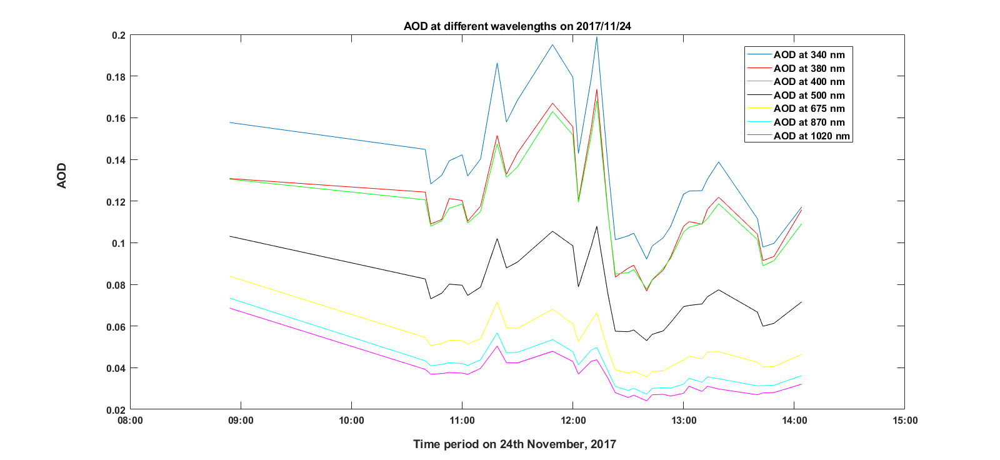 AOD at different wavelengths on 2017/11/24
0.2
0.18
0.16
0.14
0.12
0.1
0.08
0.06
0.04
0.02
AOD
AOD at 340 nm
AOD at 380 nm
AOD at 400 nm
AOD at 500 nm
AOD at 675 nm
AOD at 870 nm
AOD at 1020 nm
08:00 09:00 10:00 11:00 12:00 13:00 14:00 15:00
Time period on 24th November, 2017